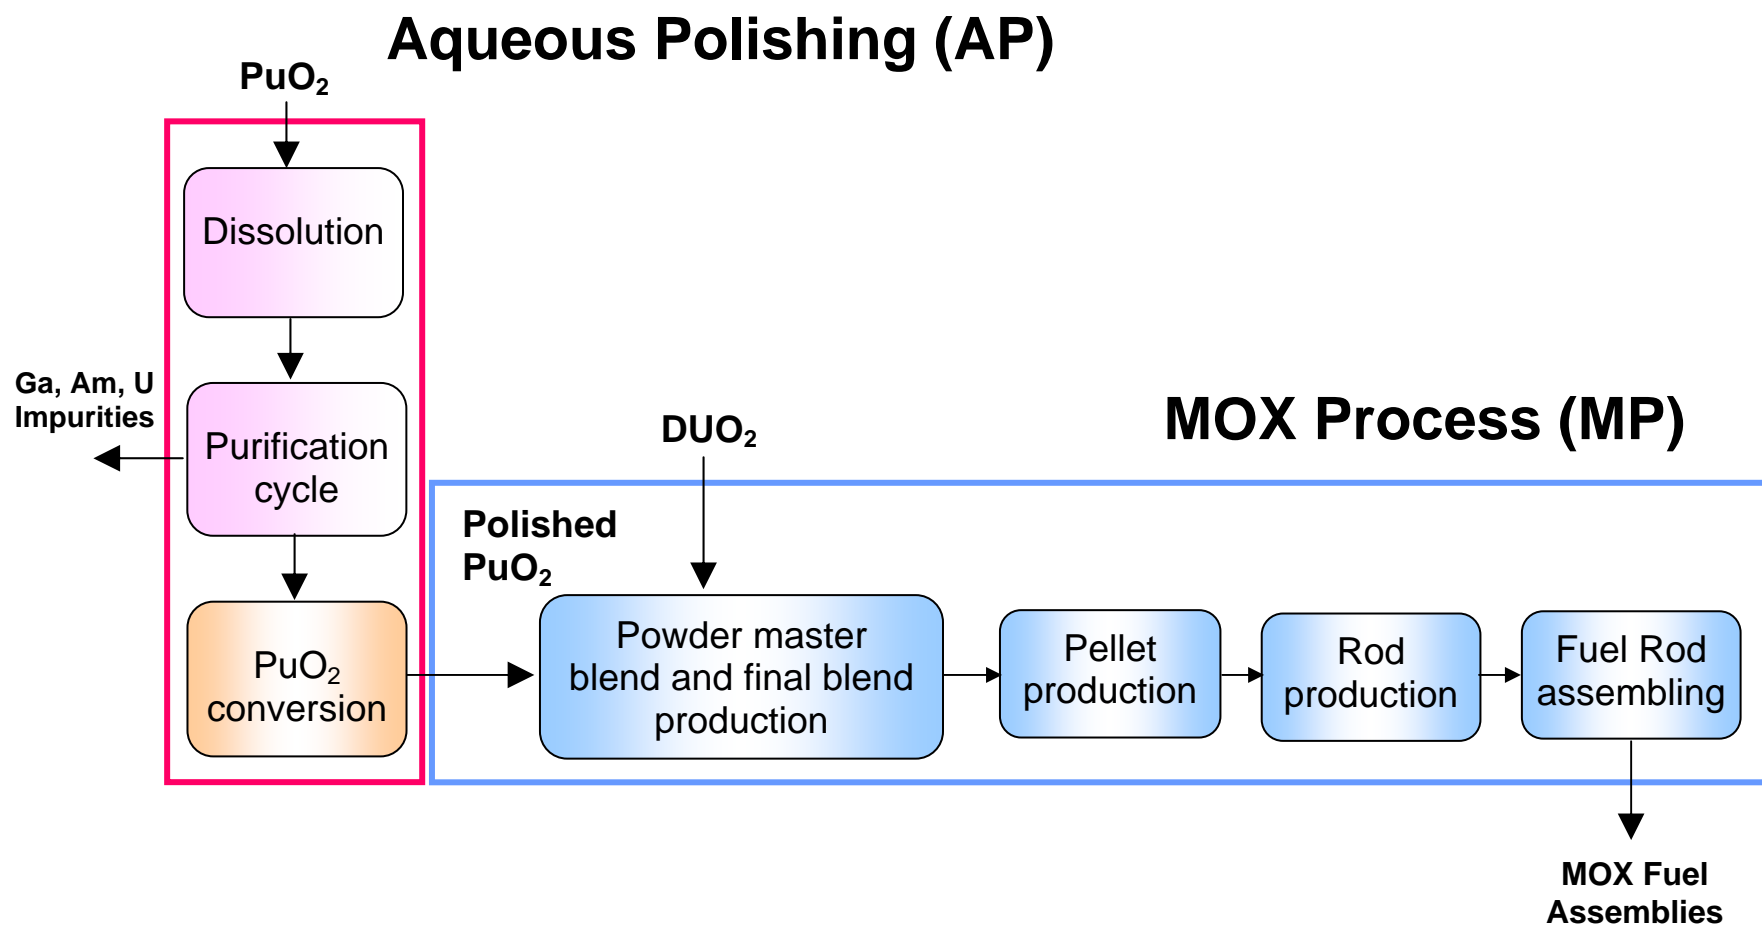 Aqueous Polishing (AP)
PuO₂
Dissolution
Ga, Am, U
Impurities
Purification
cycle
PuO₂
conversion
MOX Process (MP)
DUO₂
Polished
PuO₂
Powder master
blend and final blend
production
Pellet
production
Rod
production
Fuel Rod
assembling
MOX Fuel
Assemblies